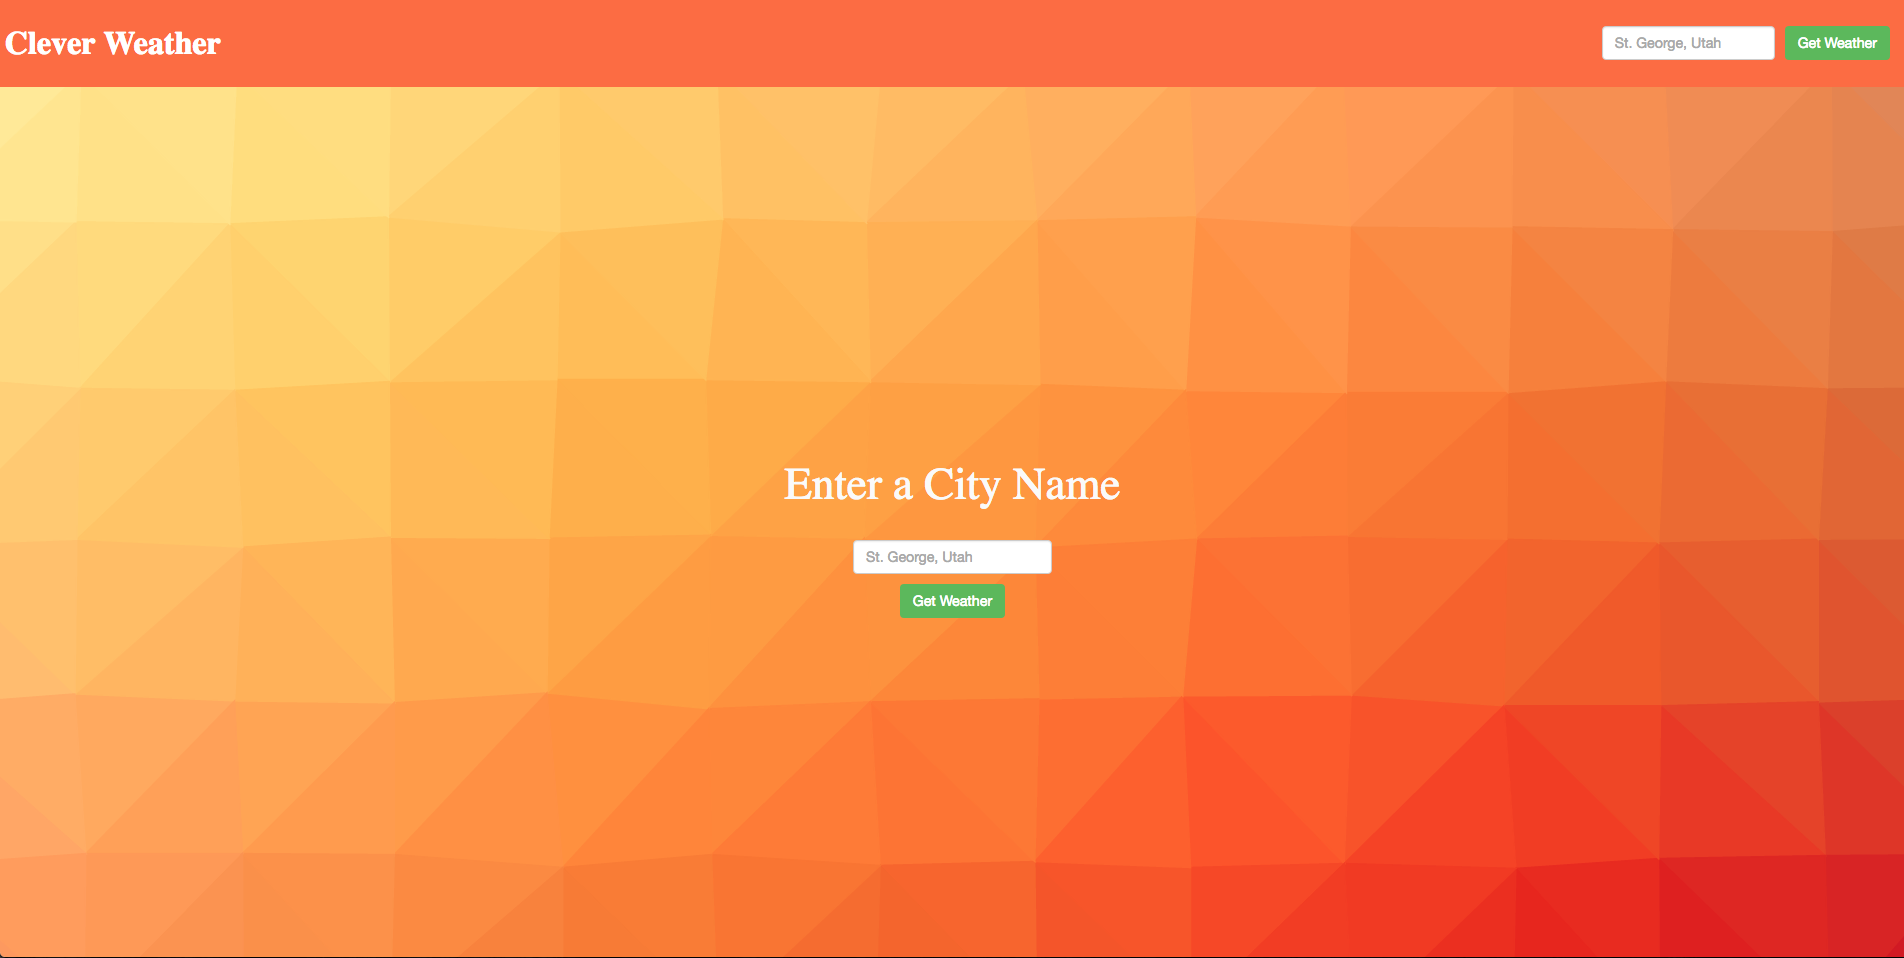 Clever Weather
St. George, Utah
Get Weather
Enter a City Name
St. George, Utah
Get Weather